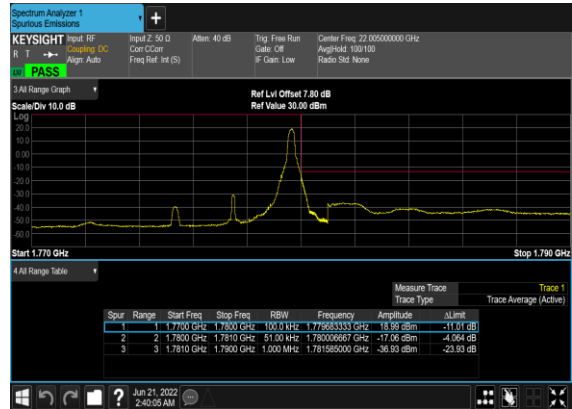 Spectrum Analyzer 1
Spurious Emissions
KEYSIGHT Input: RF Input Z: 50 Ω Atten: 40 dB Trig: Free Run Center Freq: 22.005000000 GHz
R T Coupling: DC Corr CCorr Gate: Off Avg|Hold: 100/100
Align: Auto Freq Ref: Int (S) IF Gain: Low Radio Std: None
PASS
3 All Range Graph
Ref Lvl Offset 7.80 dB
Scale/Div 10.0 dB Ref Value 30.00 dBm
Log
20.0
10.0
0.00
-10.0
-20.0
-30.0
-40.0
-50.0
-60.0
Start 1.770 GHz Stop 1.790 GHz
4 All Range Table
Measure Trace Trace 1
Trace Type Trace Average (Active)
Spur Range Start Freq Stop Freq RBW Frequency Amplitude ΔLimit
1 1 1.7700 GHz 1.7800 GHz 100.0 kHz 1.779683333 GHz 18.99 dBm -11.01 dB
2 2 1.7800 GHz 1.7810 GHz 51.00 kHz 1.780006667 GHz -17.06 dBm -4.064 dB
3 3 1.7810 GHz 1.7900 GHz 1.000 MHz 1.781585000 GHz -36.93 dBm -23.93 dB
Jun 21, 2022
2:40:05 AM